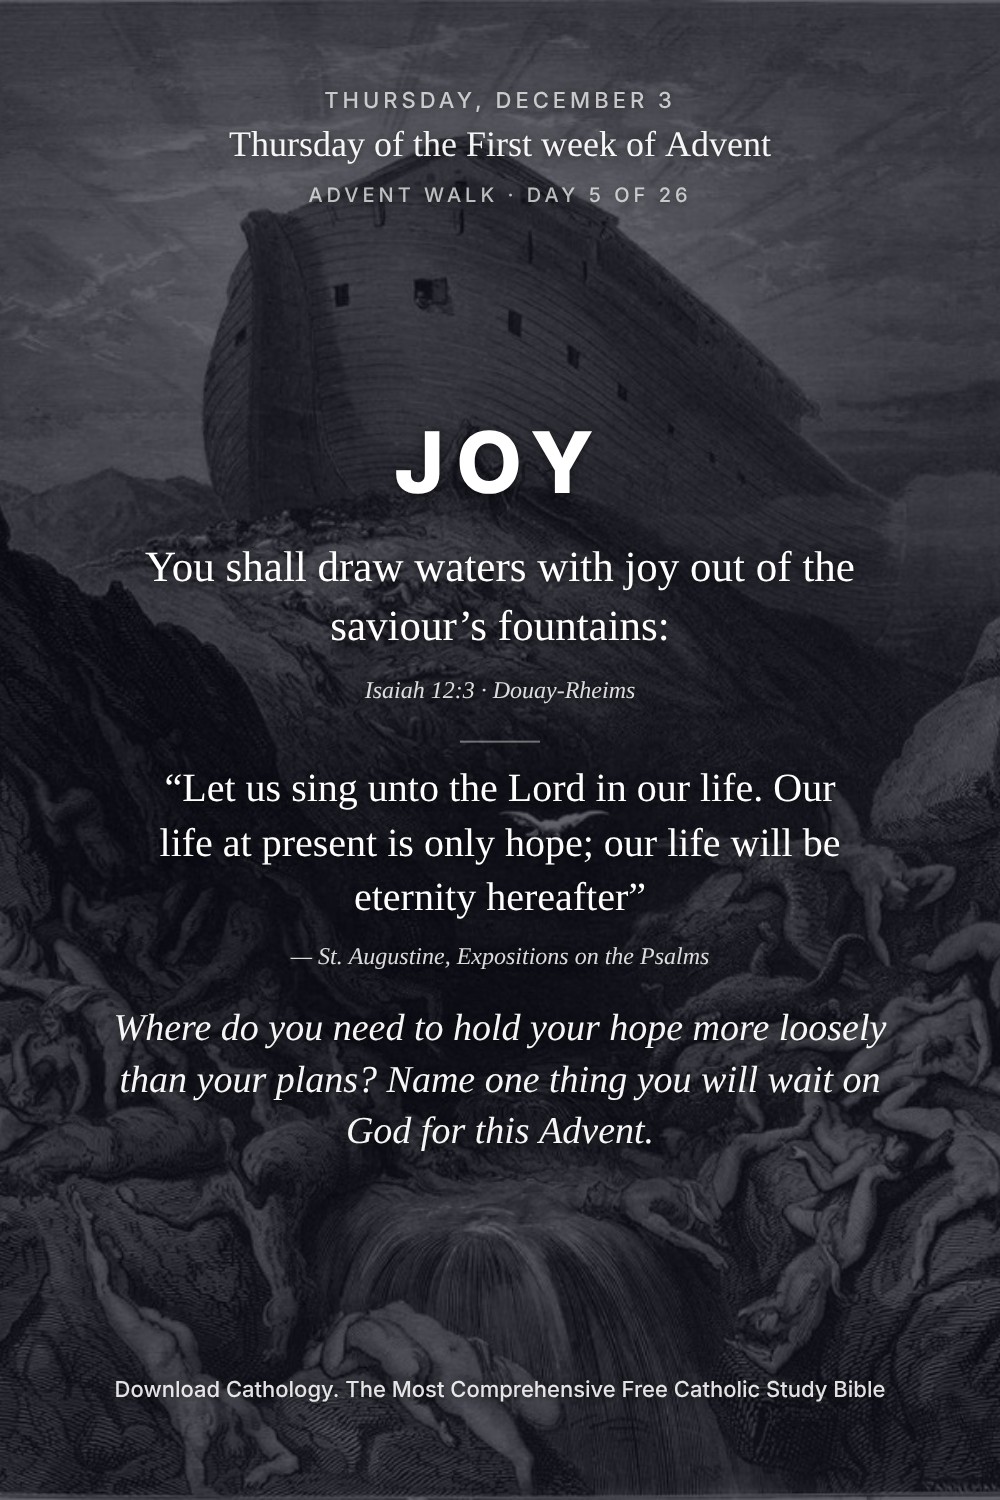 THURSDAY, DECEMBER 3
Thursday of the First week of Advent
ADVENT WALK · DAY 5 OF 26
JOY
You shall draw waters with joy out of the
saviour’s fountains:
Isaiah 12:3 · Douay-Rheims
“Let us sing unto the Lord in our life. Our
life at present is only hope; our life will be
eternity hereafter”
— St. Augustine, Expositions on the Psalms
Where do you need to hold your hope more loosely
than your plans? Name one thing you will wait on
God for this Advent.
Download Cathology. The Most Comprehensive Free Catholic Study Bible